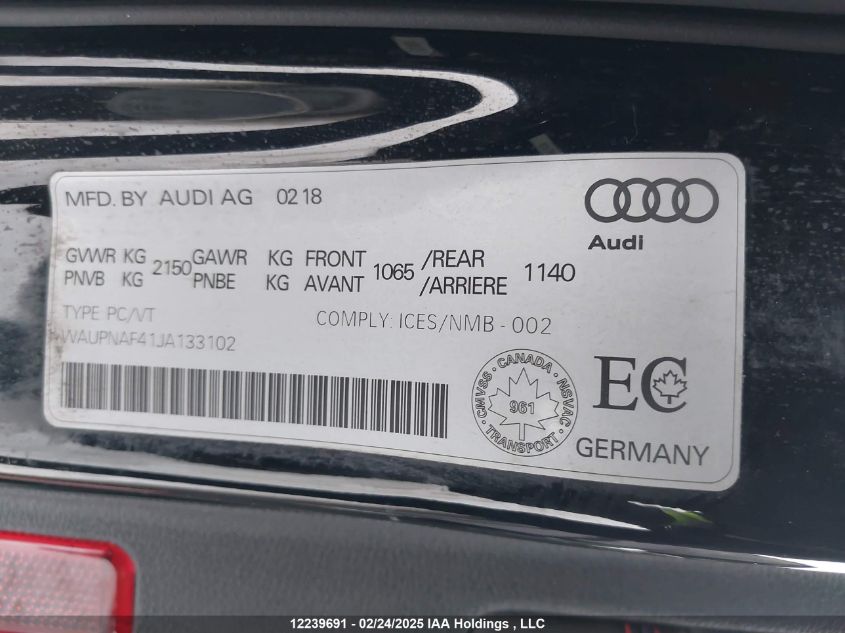 MFD. BY AUDI AG 02 18
Audi
GVWR KG 2150 GAWR KG FRONT 1065 /REAR 1140
PNVB KG PNBE KG AVANT /ARRIERE
TYPE PC/VT COMPLY: ICES/NMB - 002
WAUPNAF41JA133102
CMVSS · CANADA · NSVAC · TRANSPORT ·
961
EC
GERMANY
12239691 - 02/24/2025 IAA Holdings , LLC